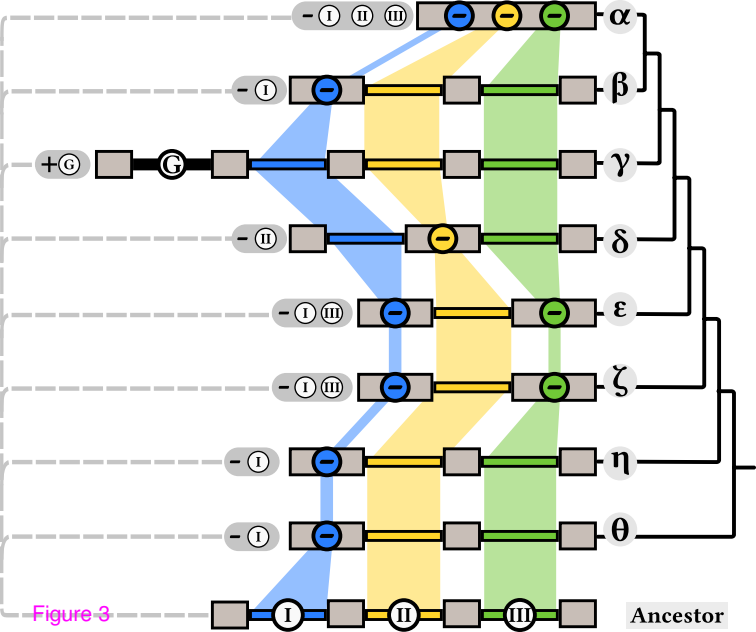 − I II III − − − α
− I − β
+G G γ
− II − δ
− I III − − ε
− I III − − ζ
− I − η
− I − θ
Figure 3 I II III Ancestor